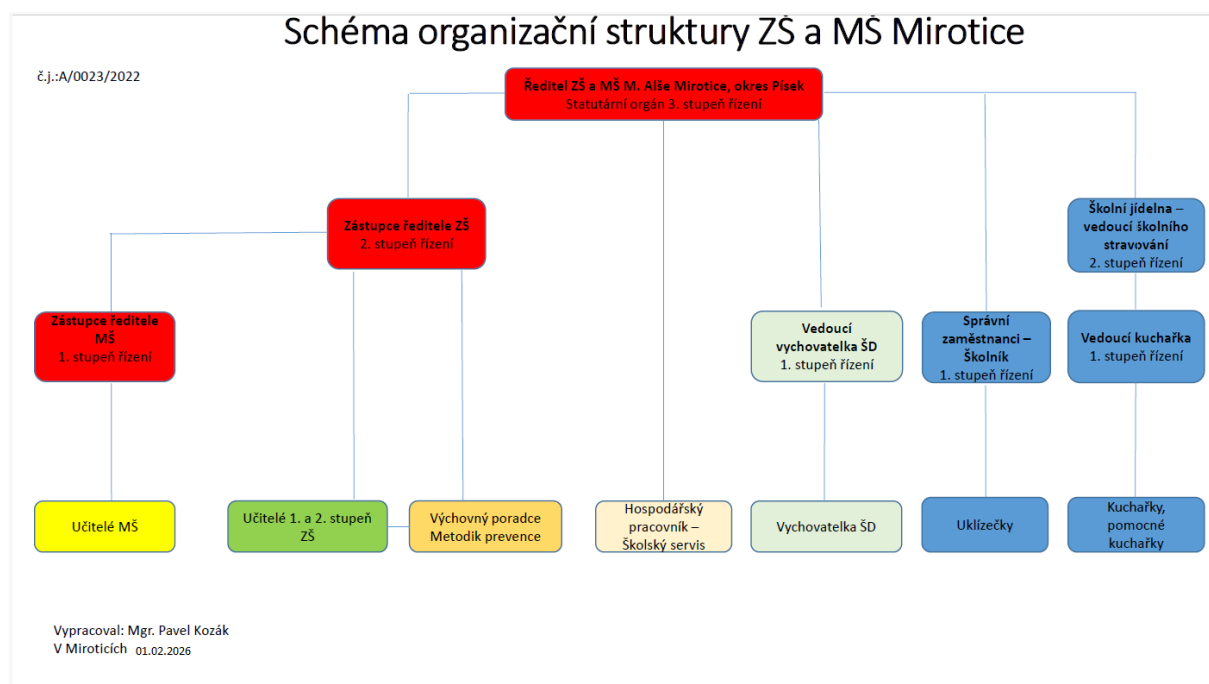 Schéma organizační struktury ZŠ a MŠ Mirotice
č.j.:A/0023/2022
Ředitel ZŠ a MŠ M. Alše Mirotice, okres Písek
Statutární orgán 3. stupeň řízení
Zástupce ředitele ZŠ
2. stupeň řízení
Školní jídelna –
vedoucí školního
stravování
2. stupeň řízení
Zástupce ředitele
MŠ
1. stupeň řízení
Vedoucí
vychovatelka ŠD
1. stupeň řízení
Správní
zaměstnanci –
Školník
1. stupeň řízení
Vedoucí kuchařka
1. stupeň řízení
Učitelé MŠ
Učitelé 1. a 2. stupeň
ZŠ
Výchovný poradce
Metodik prevence
Hospodářský
pracovník –
Školský servis
Vychovatelka ŠD
Uklízečky
Kuchařky,
pomocné
kuchařky
Vypracoval: Mgr. Pavel Kozák
V Miroticích 01.02.2026